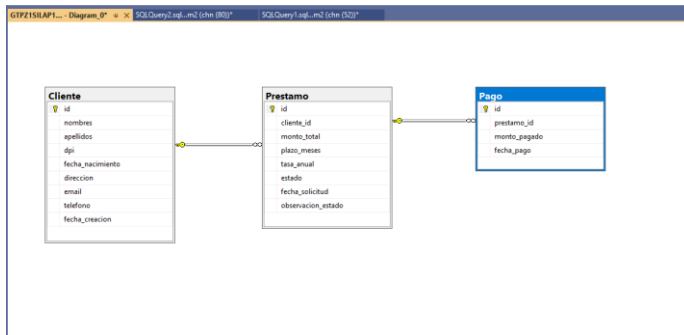 GTPZ1SILAP1... - Diagram_0*
SQLQuery2.sql...m2 (chn (80))*
SQLQuery1.sql...m2 (chn (52))*
Cliente
id
nombres
apellidos
dpi
fecha_nacimiento
direccion
email
telefono
fecha_creacion
Prestamo
id
cliente_id
monto_total
plazo_meses
tasa_anual
estado
fecha_solicitud
observacion_estado
Pago
id
prestamo_id
monto_pagado
fecha_pago